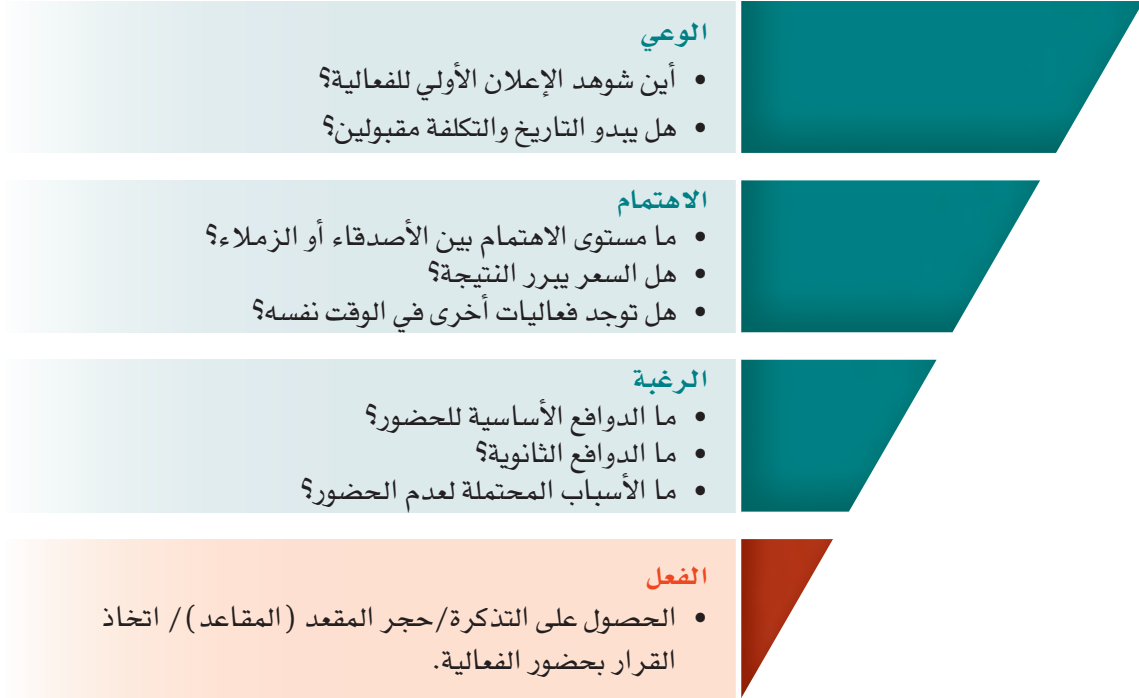 الوعي
• أين شوهد الإعلان الأولي للفعالية؟
• هل يبدو التاريخ والتكلفة مقبولين؟
الاهتمام
• ما مستوى الاهتمام بين الأصدقاء أو الزملاء؟
• هل السعر يبرر النتيجة؟
• هل توجد فعاليات أخرى في الوقت نفسه؟
الرغبة
• ما الدوافع الأساسية للحضور؟
• ما الدوافع الثانوية؟
• ما الأسباب المحتملة لعدم الحضور؟
الفعل
• الحصول على التذكرة/حجر المقعد (المقاعد)/ اتخاذ
القرار بحضور الفعالية.